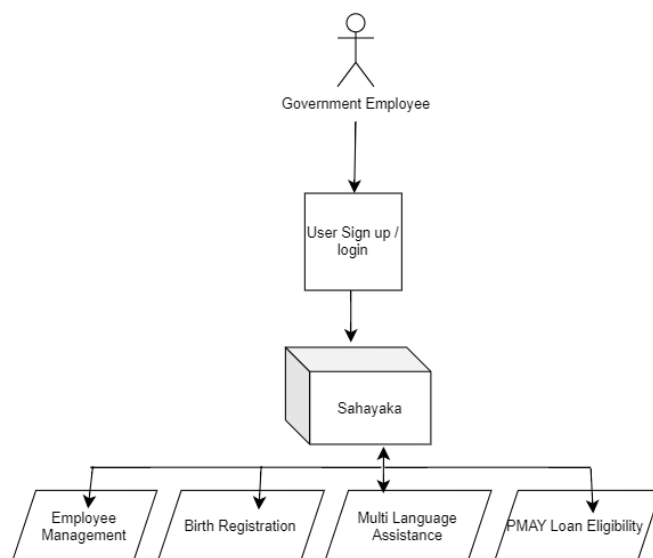 Government Employee
User Sign up /
login
Sahayaka
Employee
Management
Birth Registration
Multi Language
Assistance
PMAY Loan Eligibility